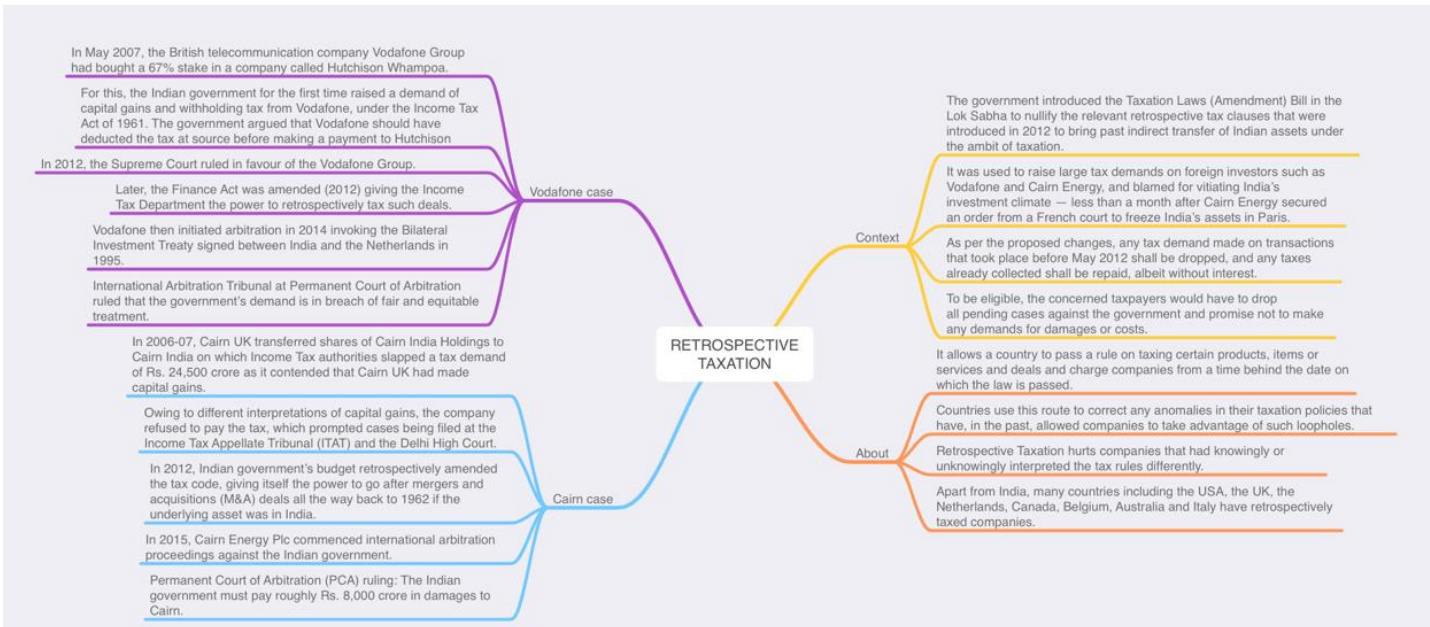 RETROSPECTIVE
TAXATION
Vodafone case
In May 2007, the British telecommunication company Vodafone Group
had bought a 67% stake in a company called Hutchison Whampoa.
For this, the Indian government for the first time raised a demand of
capital gains and withholding tax from Vodafone, under the Income Tax
Act of 1961. The government argued that Vodafone should have
deducted the tax at source before making a payment to Hutchison
In 2012, the Supreme Court ruled in favour of the Vodafone Group.
Later, the Finance Act was amended (2012) giving the Income
Tax Department the power to retrospectively tax such deals.
Vodafone then initiated arbitration in 2014 invoking the Bilateral
Investment Treaty signed between India and the Netherlands in
1995.
International Arbitration Tribunal at Permanent Court of Arbitration
ruled that the government's demand is in breach of fair and equitable
treatment.
Cairn case
In 2006-07, Cairn UK transferred shares of Cairn India Holdings to
Cairn India on which Income Tax authorities slapped a tax demand
of Rs. 24,500 crore as it contended that Cairn UK had made
capital gains.
Owing to different interpretations of capital gains, the company
refused to pay the tax, which prompted cases being filed at the
Income Tax Appellate Tribunal (ITAT) and the Delhi High Court.
In 2012, Indian government's budget retrospectively amended
the tax code, giving itself the power to go after mergers and
acquisitions (M&A) deals all the way back to 1962 if the
underlying asset was in India.
In 2015, Cairn Energy Plc commenced international arbitration
proceedings against the Indian government.
Permanent Court of Arbitration (PCA) ruling: The Indian
government must pay roughly Rs. 8,000 crore in damages to
Cairn.
Context
The government introduced the Taxation Laws (Amendment) Bill in the
Lok Sabha to nullify the relevant retrospective tax clauses that were
introduced in 2012 to bring past indirect transfer of Indian assets under
the ambit of taxation.
It was used to raise large tax demands on foreign investors such as
Vodafone and Cairn Energy, and blamed for vitiating India's
investment climate — less than a month after Cairn Energy secured
an order from a French court to freeze India's assets in Paris.
As per the proposed changes, any tax demand made on transactions
that took place before May 2012 shall be dropped, and any taxes
already collected shall be repaid, albeit without interest.
To be eligible, the concerned taxpayers would have to drop
all pending cases against the government and promise not to make
any demands for damages or costs.
About
It allows a country to pass a rule on taxing certain products, items or
services and deals and charge companies from a time behind the date on
which the law is passed.
Countries use this route to correct any anomalies in their taxation policies that
have, in the past, allowed companies to take advantage of such loopholes.
Retrospective Taxation hurts companies that had knowingly or
unknowingly interpreted the tax rules differently.
Apart from India, many countries including the USA, the UK, the
Netherlands, Canada, Belgium, Australia and Italy have retrospectively
taxed companies.